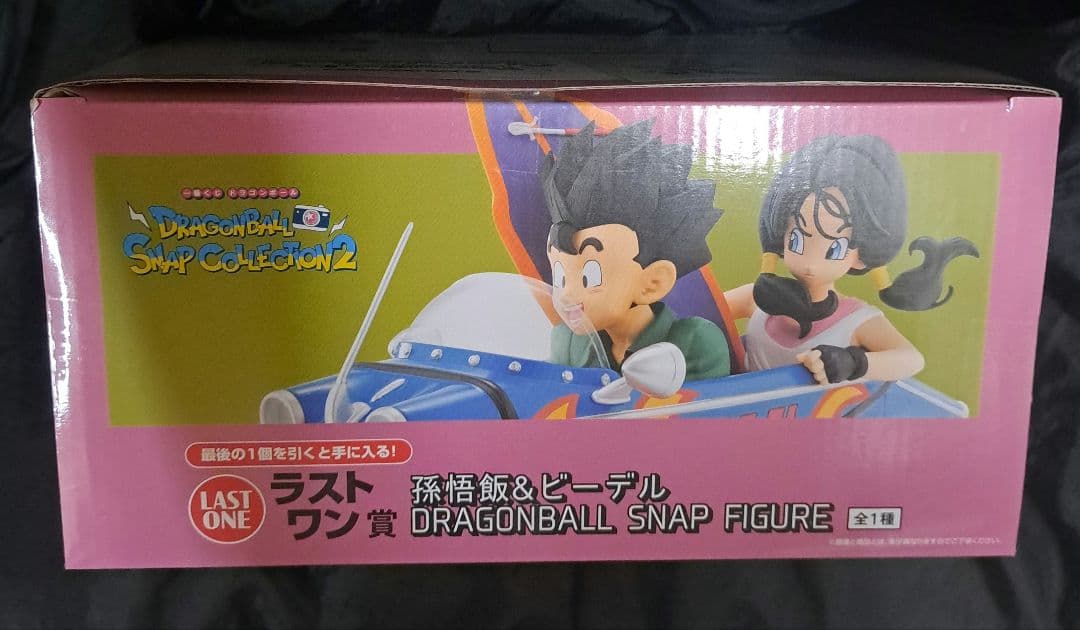 一番くじ ドラゴンボール
DRAGONBALL
SNAP COLLECTION2
最後の1個を引くと手に入る!
LAST
ONE
ラスト
ワン賞
孫悟飯&ビーデル
DRAGONBALL SNAP FIGURE
全1種